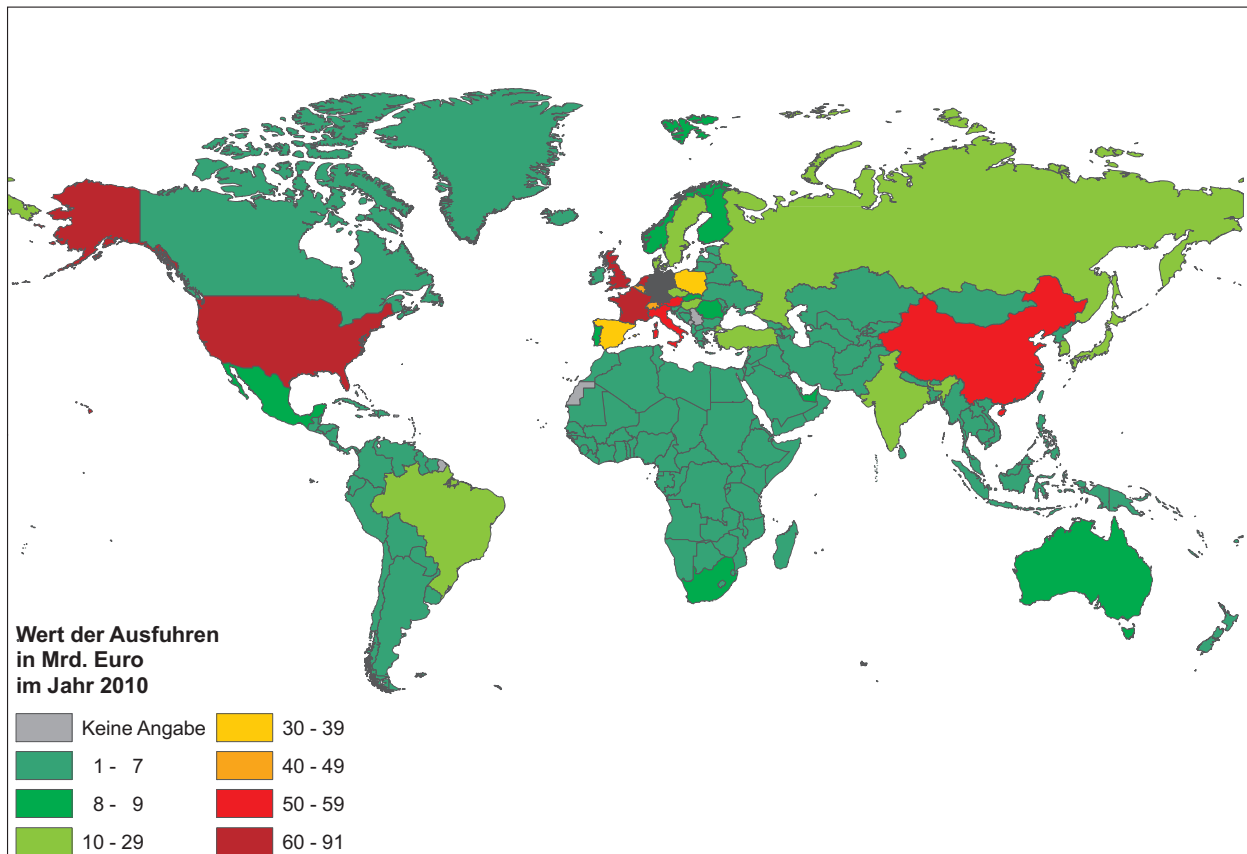 Wert der Ausfuhren
in Mrd. Euro
im Jahr 2010
Keine Angabe
1 - 7
8 - 9
10 - 29
30 - 39
40 - 49
50 - 59
60 - 91